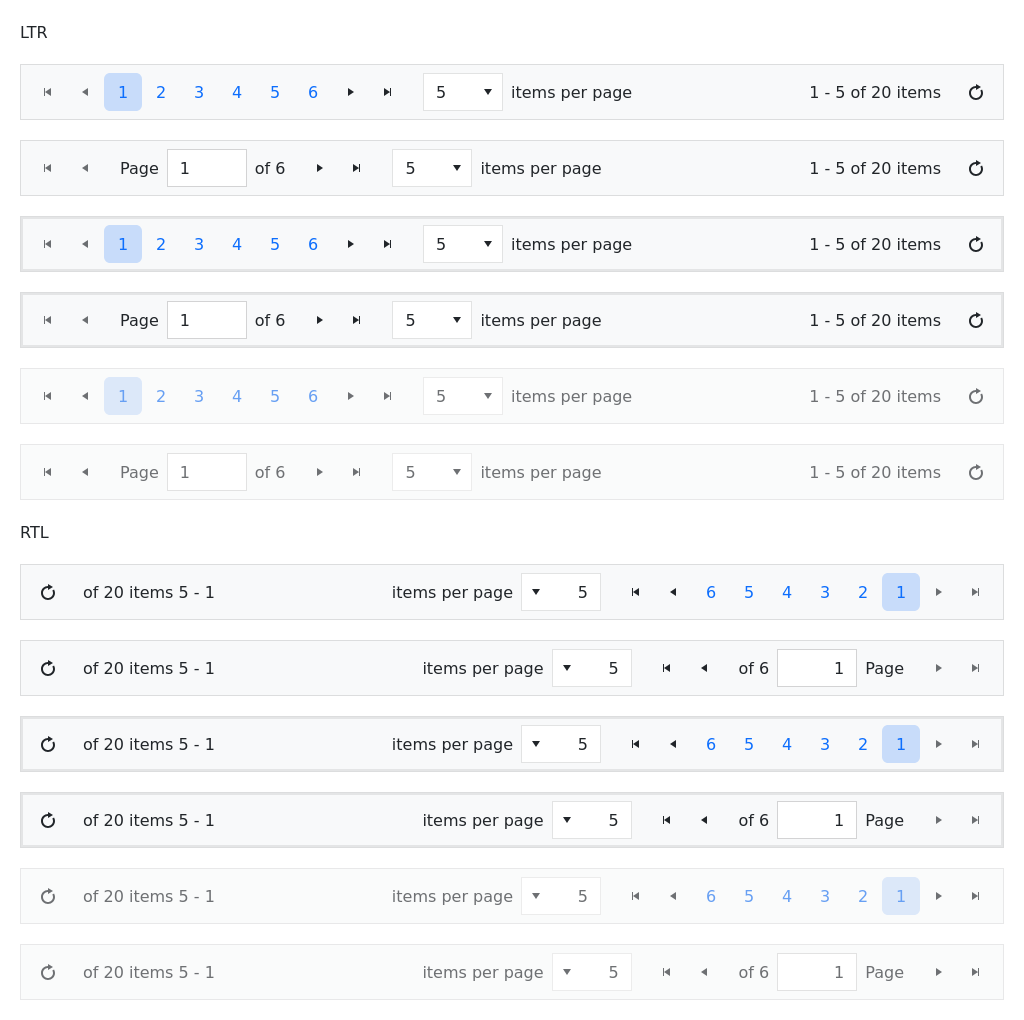 LTR
1 2 3 4 5 6 5 items per page 1 - 5 of 20 items
Page 1 of 6 5 items per page 1 - 5 of 20 items
1 2 3 4 5 6 5 items per page 1 - 5 of 20 items
Page 1 of 6 5 items per page 1 - 5 of 20 items
1 2 3 4 5 6 5 items per page 1 - 5 of 20 items
Page 1 of 6 5 items per page 1 - 5 of 20 items
RTL
of 20 items 5 - 1 items per page 5 6 5 4 3 2 1
of 20 items 5 - 1 items per page 5 of 6 1 Page
of 20 items 5 - 1 items per page 5 6 5 4 3 2 1
of 20 items 5 - 1 items per page 5 of 6 1 Page
of 20 items 5 - 1 items per page 5 6 5 4 3 2 1
of 20 items 5 - 1 items per page 5 of 6 1 Page